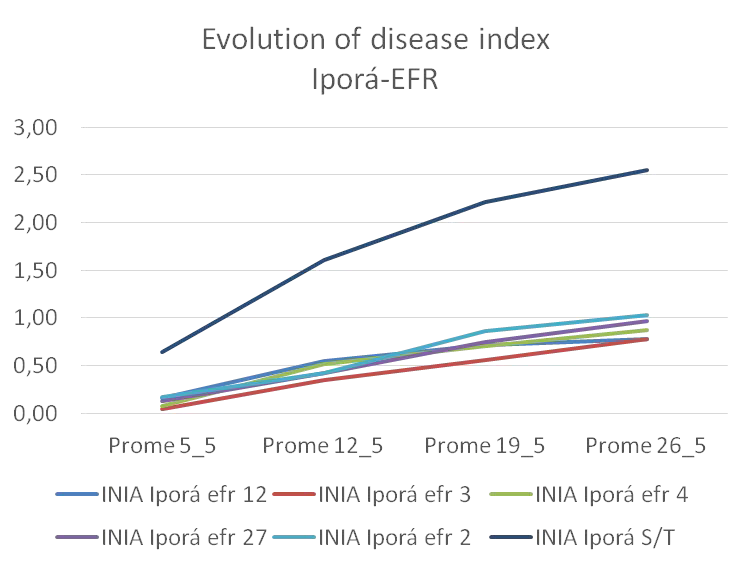 Evolution of disease index
Iporá-EFR
3,00
2,50
2,00
1,50
1,00
0,50
0,00
Prome 5_5 Prome 12_5 Prome 19_5 Prome 26_5
INIA Iporá efr 12 INIA Iporá efr 3 INIA Iporá efr 4
INIA Iporá efr 27 INIA Iporá efr 2 INIA Iporá S/T